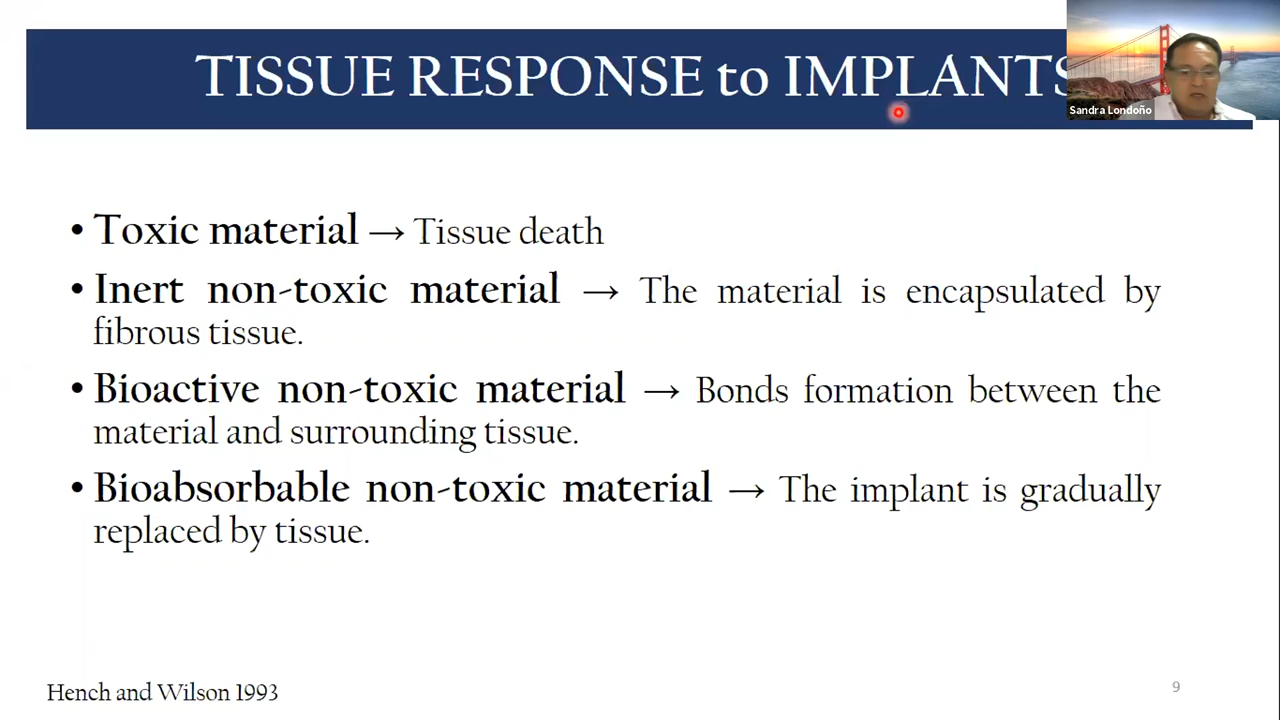 TISSUE RESPONSE to IMPLANTS
Sandra Londoño
• Toxic material → Tissue death
• Inert non-toxic material → The material is encapsulated by
fibrous tissue.
• Bioactive non-toxic material → Bonds formation between the
material and surrounding tissue.
• Bioabsorbable non-toxic material → The implant is gradually
replaced by tissue.
Hench and Wilson 1993
9